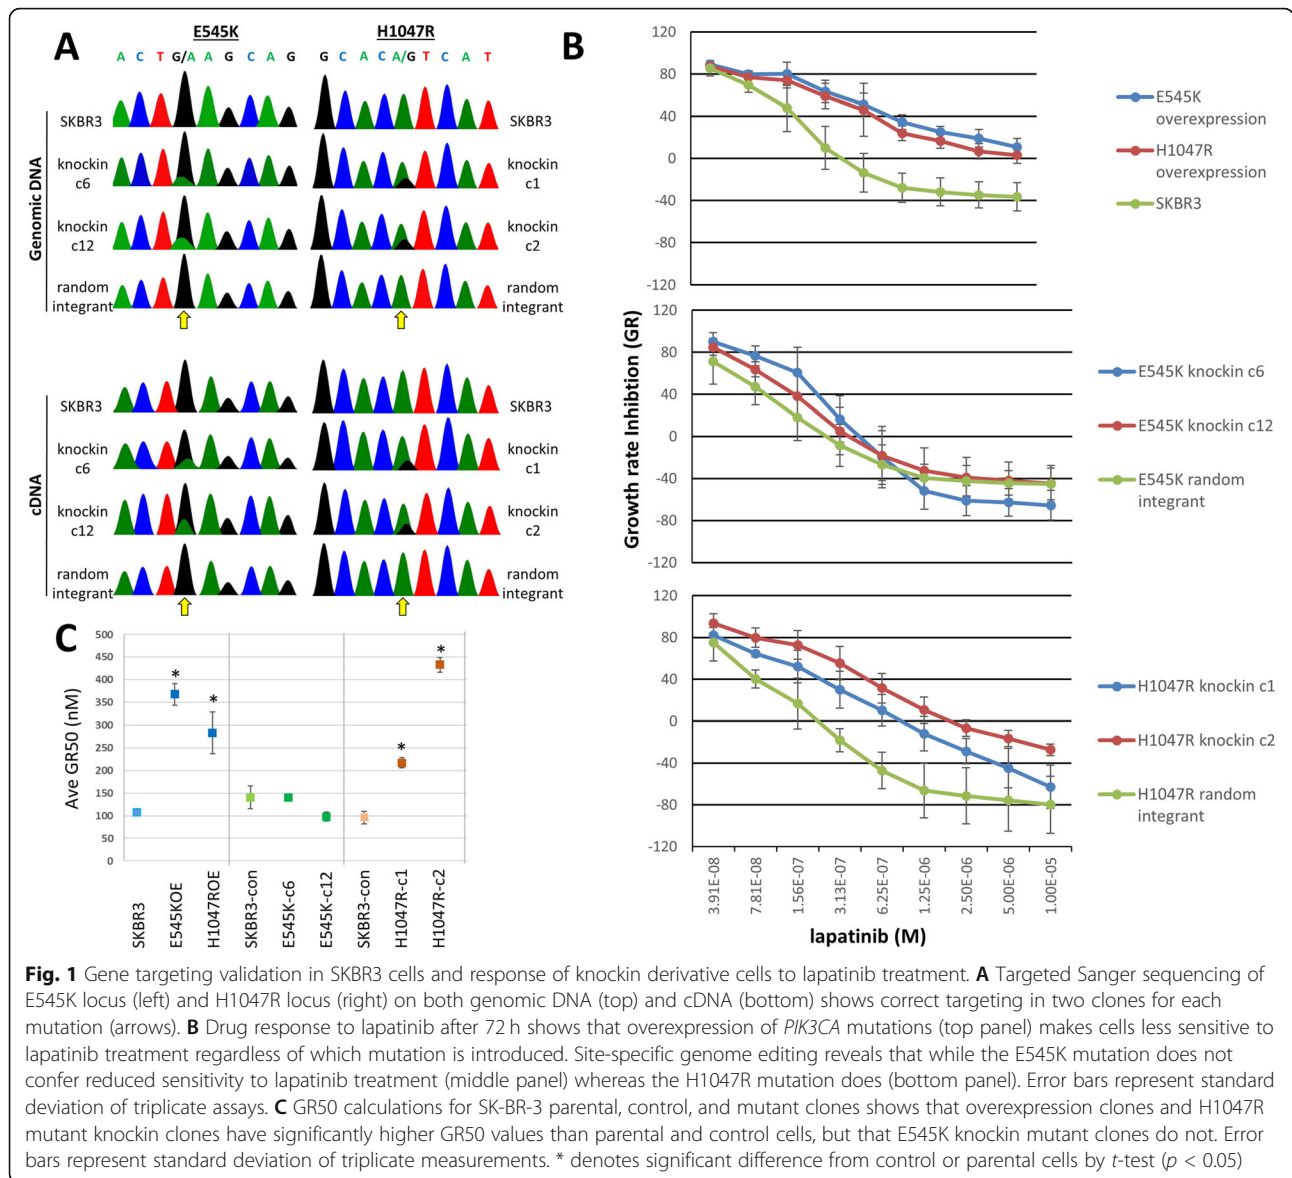 A
E545K
H1047R
A C T G/A A G C A G
G C A C A/G T C A T
Genomic DNA
SKBR3
SKBR3
knockin
c6
knockin
c1
knockin
c12
knockin
c2
random
integrant
random
integrant
cDNA
SKBR3
SKBR3
knockin
c6
knockin
c1
knockin
c12
knockin
c2
random
integrant
random
integrant
B
Growth rate Inhibtion (GR)
120
80
40
0
-40
-80
-120
E545K
overexpression
H1047R
overexpression
SKBR3
120
80
40
0
-40
-80
-120
E545K knockin c6
E545K knockin c12
E545K random
integrant
120
80
40
0
-40
-80
-120
H1047R knockin c1
H1047R knockin c2
H1047R random
integrant
3.91E-08
7.81E-08
1.56E-07
3.13E-07
6.25E-07
1.25E-06
2.50E-06
5.00E-06
1.00E-05
lapatinib (M)
C
Ave GR50 (nM)
500
450
400
350
300
250
200
150
100
50
0
*
*
*
*
SKBR3
E545KOE
H1047ROE
SKBR3-con
E545K-c6
E545K-c12
SKBR3-con
H1047R-c1
H1047R-c2
Fig. 1 Gene targeting validation in SKBR3 cells and response of knockin derivative cells to lapatinib treatment. A Targeted Sanger sequencing of
E545K locus (left) and H1047R locus (right) on both genomic DNA (top) and cDNA (bottom) shows correct targeting in two clones for each
mutation (arrows). B Drug response to lapatinib after 72 h shows that overexpression of PIK3CA mutations (top panel) makes cells less sensitive to
lapatinib treatment regardless of which mutation is introduced. Site-specific genome editing reveals that while the E545K mutation does not
confer reduced sensitivity to lapatinib treatment (middle panel) whereas the H1047R mutation does (bottom panel). Error bars represent standard
deviation of triplicate assays. C GR50 calculations for SK-BR-3 parental, control, and mutant clones shows that overexpression clones and H1047R
mutant knockin clones have significantly higher GR50 values than parental and control cells, but that E545K knockin mutant clones do not. Error
bars represent standard deviation of triplicate measurements. * denotes significant difference from control or parental cells by t-test (p < 0.05)